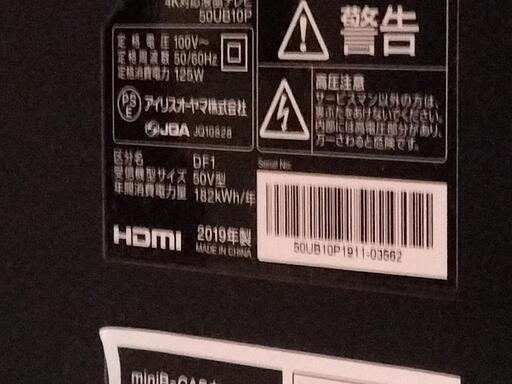 4K対応液晶テレビ
50UB10P
定格電圧 100V～
定格周波数 50/60Hz
定格消費電力 125W
PS
E
アイリスオーヤマ株式会社
JQA JQ10828
区分名 DF1
受信機型サイズ 50V型
年間消費電力量 182kWh/年
HDMI
2019年製
MADE IN CHINA
警告
高圧注意
サービスマン以外の方は、
裏ぶたをあけないでください。
内部には高電圧部分があり、
さわると危険です。
Serial No.
50UB10P1911-03562
miniB-CAS